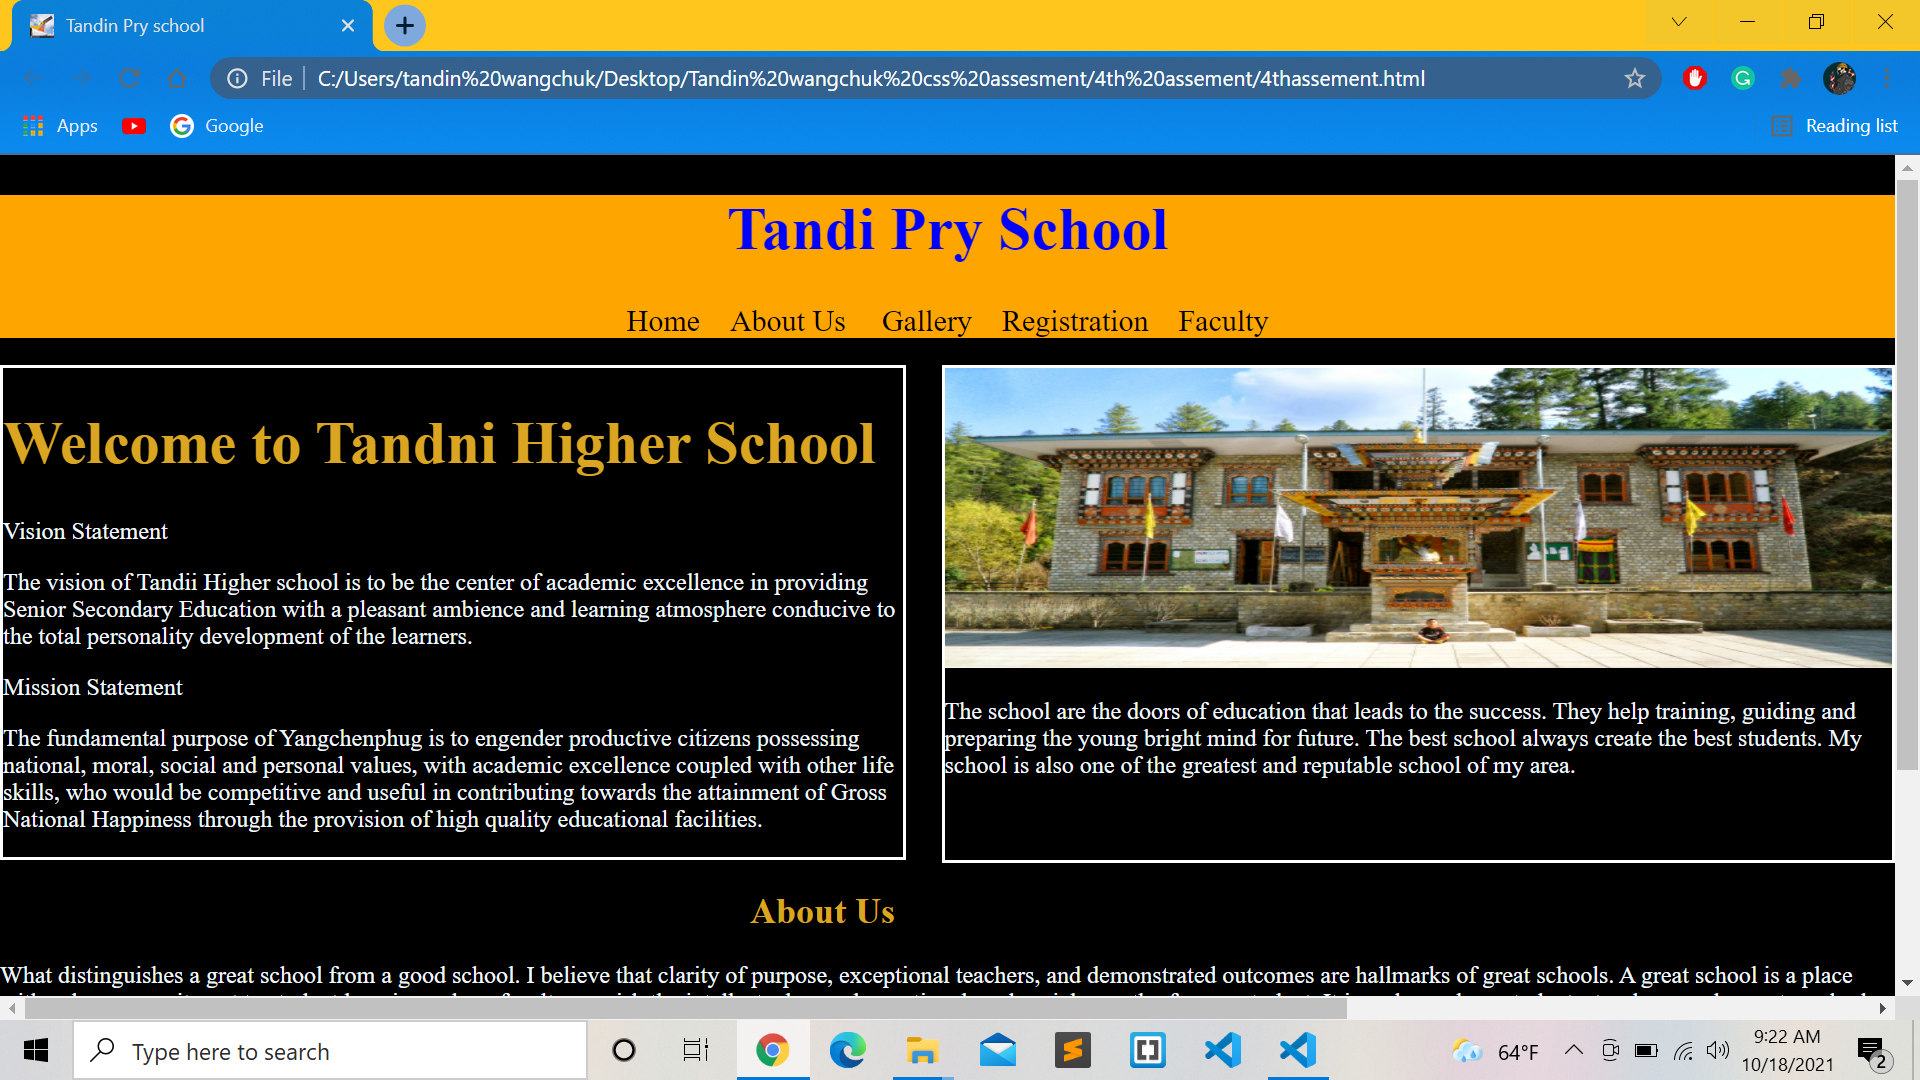 Tandin Pry school
File
C:/Users/tandin%20wangchuk/Desktop/Tandin%20wangchuk%20css%20assesment/4th%20assement/4thassement.html
Apps
Google
Reading list
Tandi Pry School
Home About Us Gallery Registration Faculty
Welcome to Tandni Higher School
Vision Statement
The vision of Tandii Higher school is to be the center of academic excellence in providing
Senior Secondary Education with a pleasant ambience and learning atmosphere conducive to
the total personality development of the learners.
Mission Statement
The fundamental purpose of Yangchenphug is to engender productive citizens possessing
national, moral, social and personal values, with academic excellence coupled with other life
skills, who would be competitive and useful in contributing towards the attainment of Gross
National Happiness through the provision of high quality educational facilities.
The school are the doors of education that leads to the success. They help training, guiding and
preparing the young bright mind for future. The best school always create the best students. My
school is also one of the greatest and reputable school of my area.
About Us
What distinguishes a great school from a good school. I believe that clarity of purpose, exceptional teachers, and demonstrated outcomes are hallmarks of great schools. A great school is a place
Type here to search
64°F
9:22 AM
10/18/2021
2